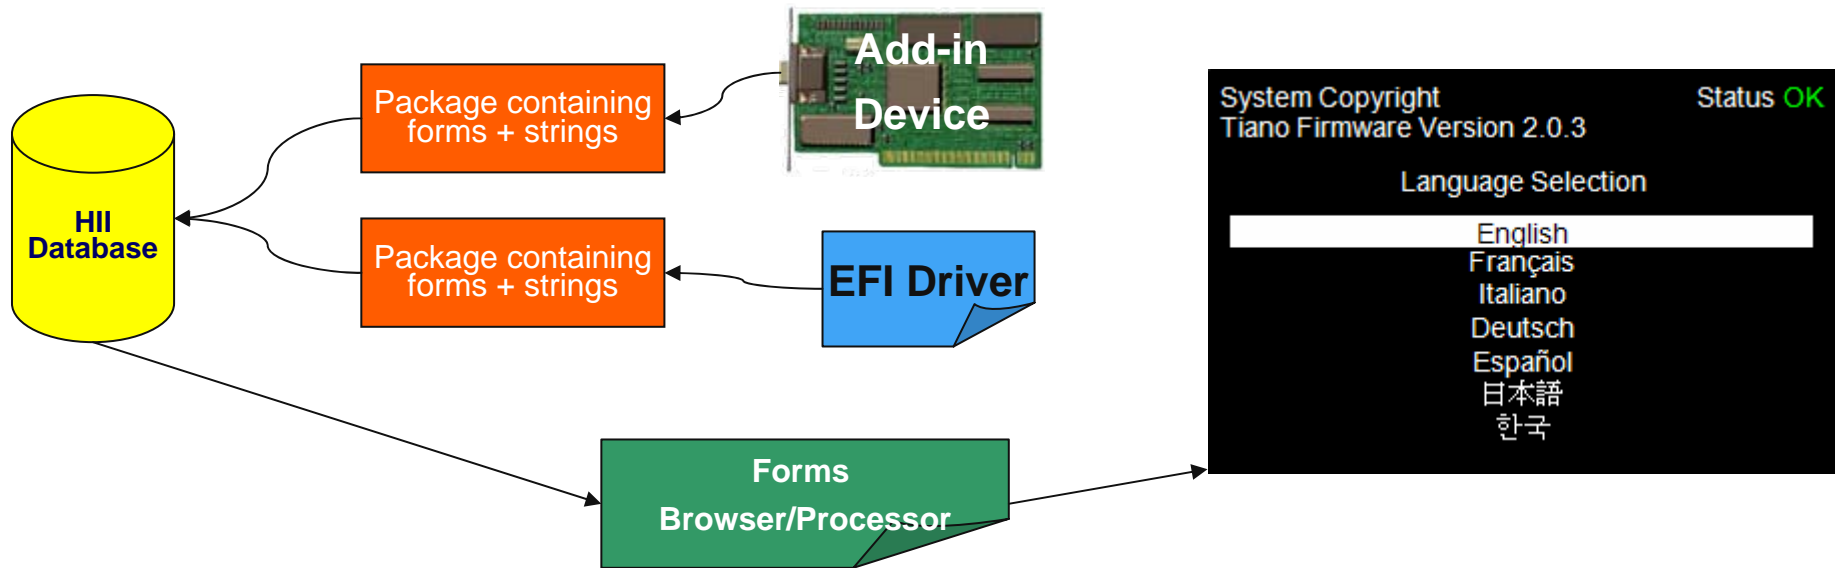 Add-in
Device
Package containing
forms + strings
HII
Database
Package containing
forms + strings
EFI Driver
Forms
Browser/Processor
System Copyright
Status OK
Tiano Firmware Version 2.0.3
Language Selection
English
Français
Italiano
Deutsch
Español
日本語
한국